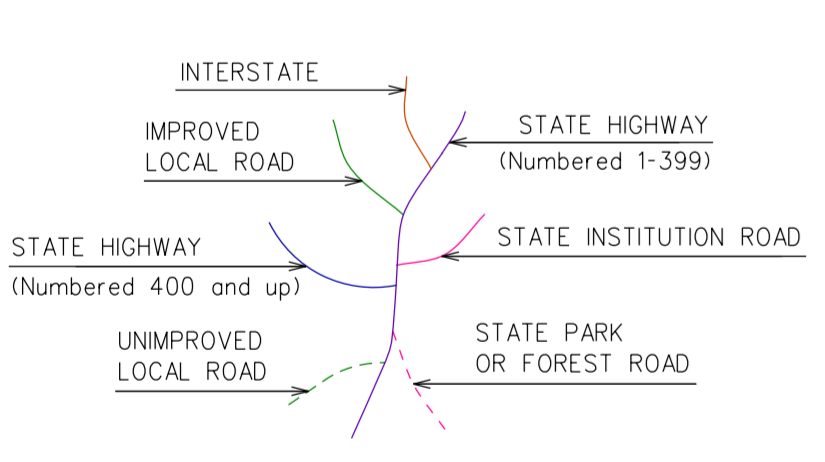 INTERSTATE
IMPROVED
LOCAL ROAD
STATE HIGHWAY
(Numbered 1-399)
STATE HIGHWAY
(Numbered 400 and up)
STATE INSTITUTION ROAD
UNIMPROVED
LOCAL ROAD
STATE PARK
OR FOREST ROAD